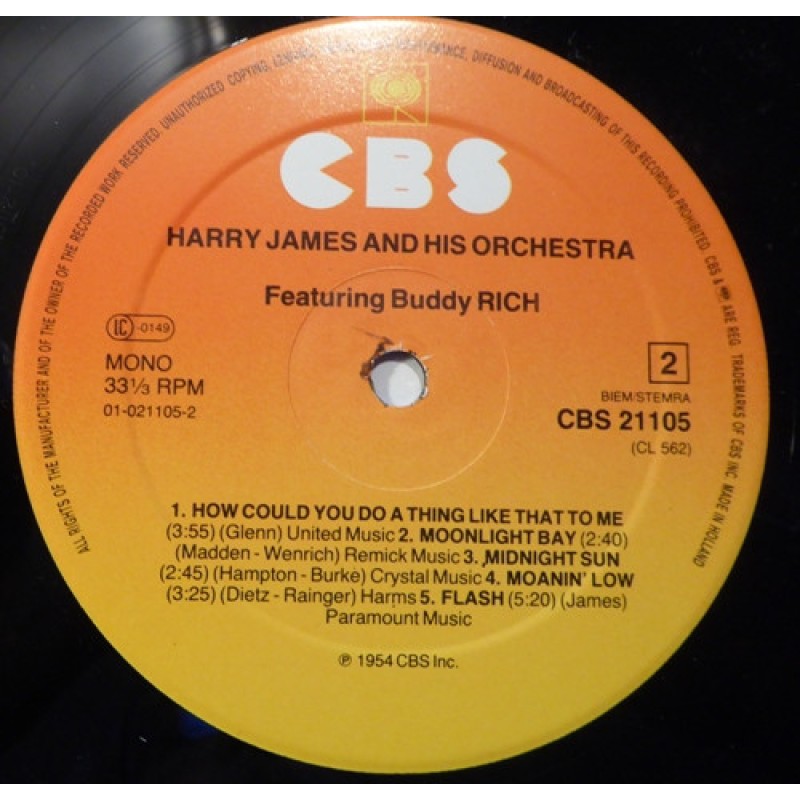 ALL RIGHTS OF THE MANUFACTURER AND OF THE OWNER OF THE RECORDED WORK RESERVED. UNAUTHORIZED COPYING, DIFFUSION AND BROADCASTING OF THIS RECORDING PROHIBITED. CBS & ARE REG. TRADEMARKS OF CBS INC. MADE IN HOLLAND
CBS
HARRY JAMES AND HIS ORCHESTRA
Featuring Buddy RICH
IC -0149
MONO
33⅓ RPM
01-021105-2
2
BIEM/STEMRA
CBS 21105
(CL 562)
1. HOW COULD YOU DO A THING LIKE THAT TO ME
(3:55) (Glenn) United Music 2. MOONLIGHT BAY (2:40)
(Madden - Wenrich) Remick Music 3. MIDNIGHT SUN
(2:45) (Hampton - Burke) Crystal Music 4. MOANIN' LOW
(3:25) (Dietz - Rainger) Harms 5. FLASH (5:20) (James)
Paramount Music
℗ 1954 CBS Inc.